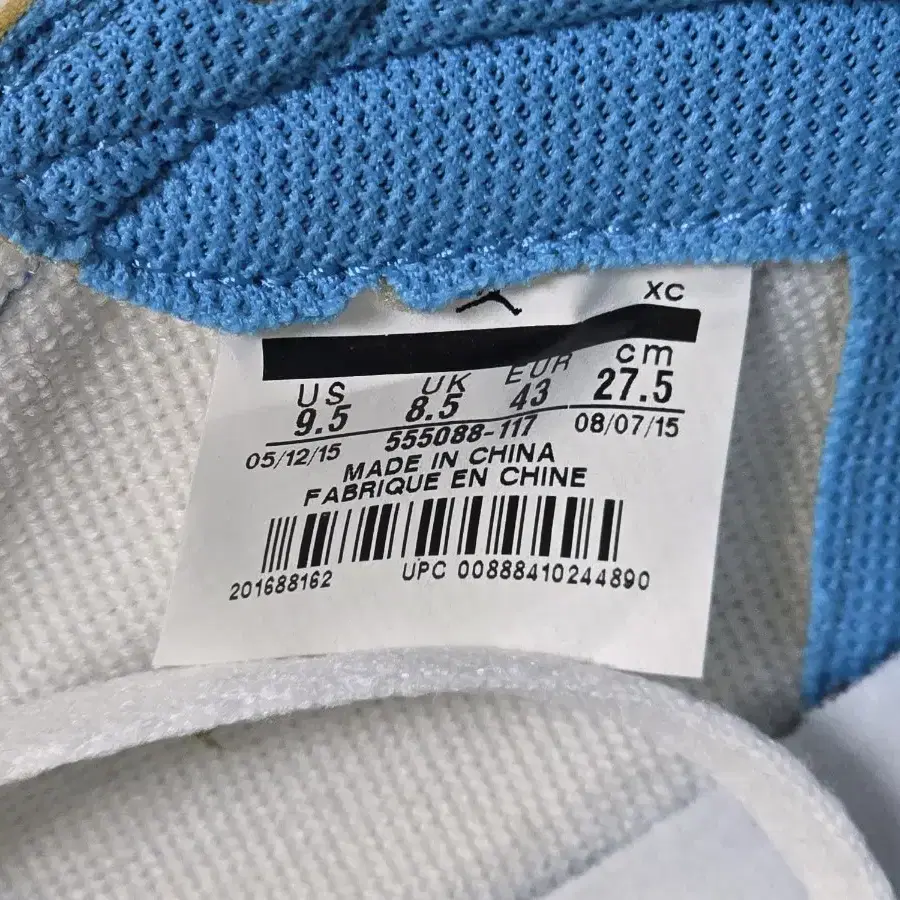 XC
US UK EUR cm
9.5 8.5 43 27.5
05/12/15 555088-117 08/07/15
MADE IN CHINA
FABRIQUE EN CHINE
201688162 UPC 00888410244890